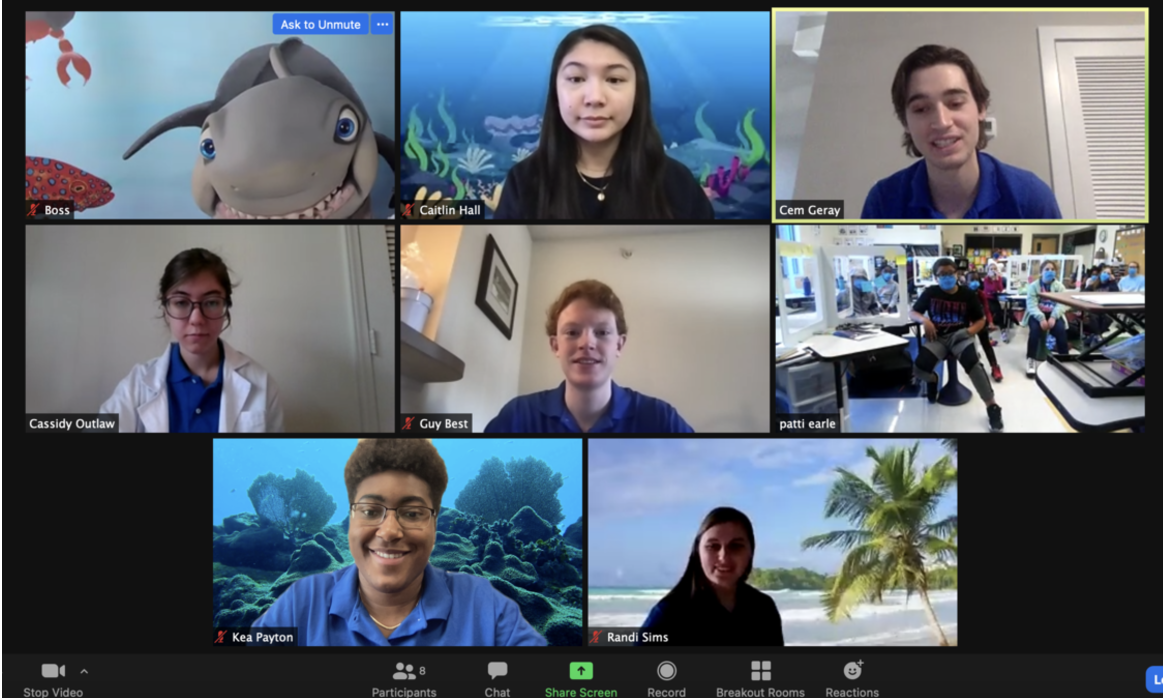 Ask to Unmute ...
Boss
Caitlin Hall
Cem Geray
Cassidy Outlaw
Guy Best
patti earle
Kea Payton
Randi Sims
Stop Video
Participants 8
Chat
Share Screen
Record
Breakout Rooms
Reactions